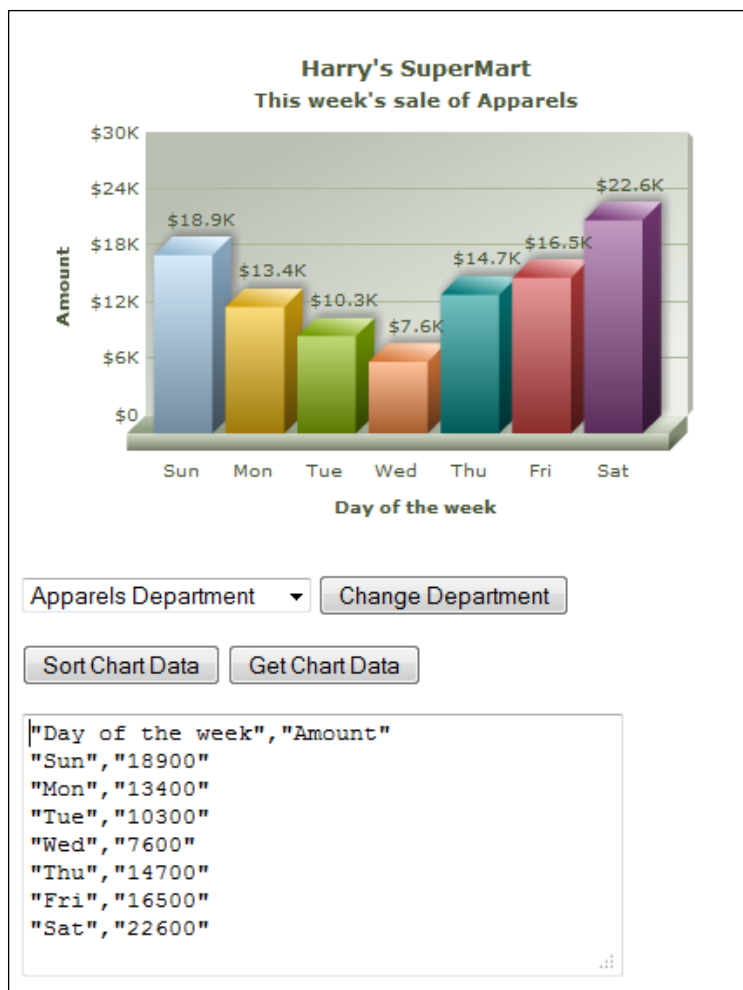 Harry's SuperMart
This week's sale of Apparels
$30K
$24K
$18K
$12K
$6K
$0
Amount
$18.9K
$13.4K
$10.3K
$7.6K
$14.7K
$16.5K
$22.6K
Sun Mon Tue Wed Thu Fri Sat
Day of the week
Apparels Department Change Department
Sort Chart Data Get Chart Data
"Day of the week","Amount"
"Sun","18900"
"Mon","13400"
"Tue","10300"
"Wed","7600"
"Thu","14700"
"Fri","16500"
"Sat","22600"